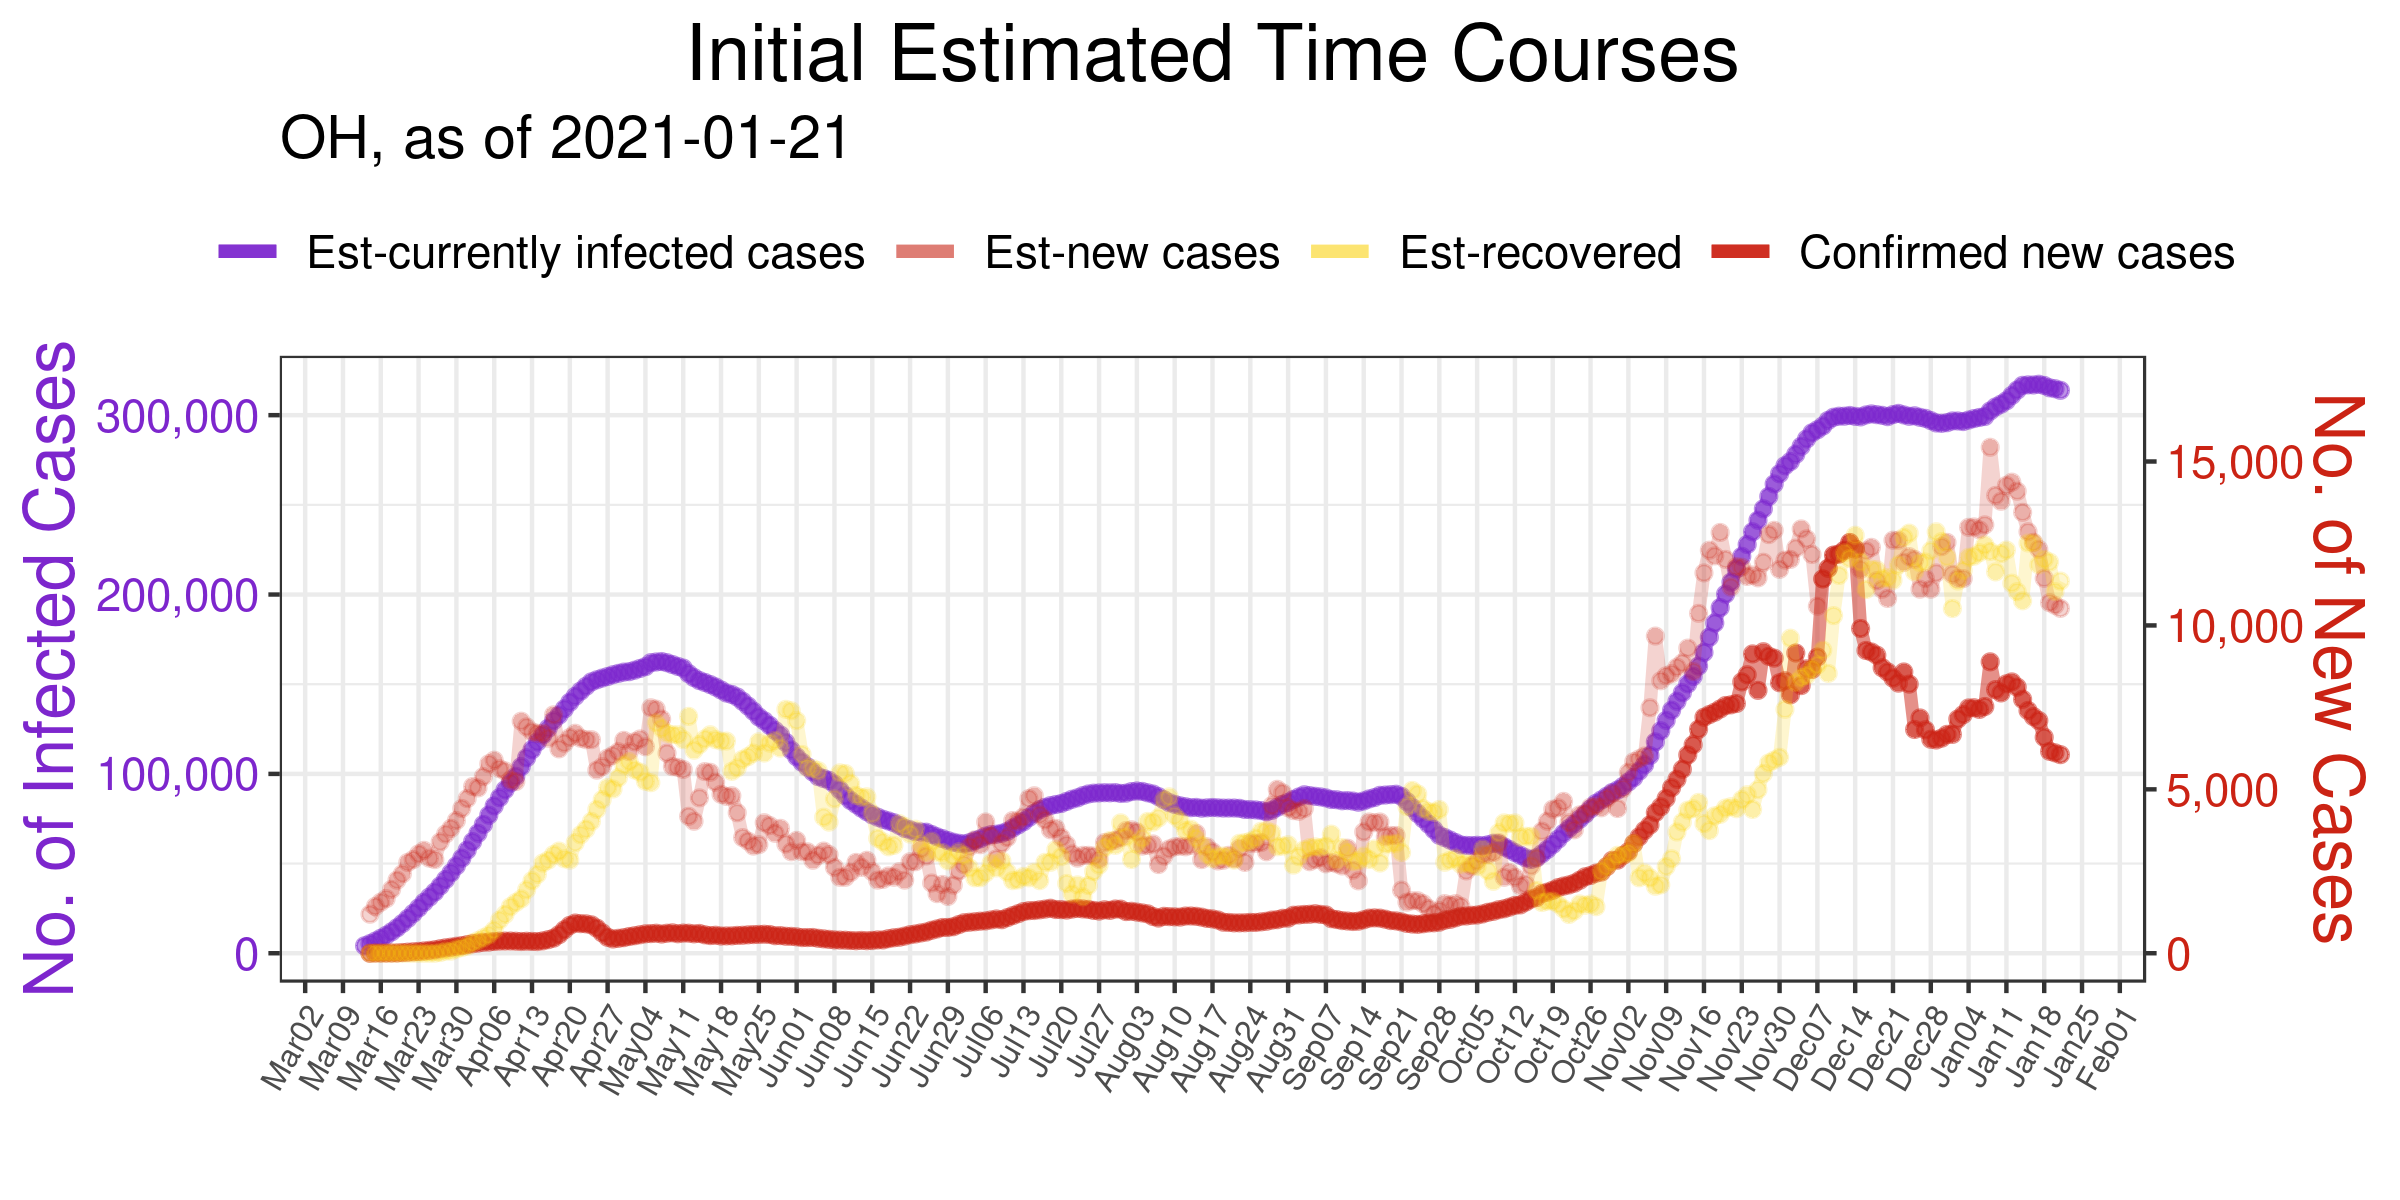 Initial Estimated Time Courses
OH, as of 2021-01-21
Est-currently infected cases Est-new cases Est-recovered Confirmed new cases
No. of Infected Cases
300,000
200,000
100,000
0
15,000
10,000
5,000
0
No. of New Cases
Mar02 Mar09 Mar16 Mar23 Mar30 Apr06 Apr13 Apr20 Apr27 May04 May11 May18 May25 Jun01 Jun08 Jun15 Jun22 Jun29 Jul06 Jul13 Jul20 Jul27 Aug03 Aug10 Aug17 Aug24 Aug31 Sep07 Sep14 Sep21 Sep28 Oct05 Oct12 Oct19 Oct26 Nov02 Nov09 Nov16 Nov23 Nov30 Dec07 Dec14 Dec21 Dec28 Jan04 Jan11 Jan18 Jan25 Feb01